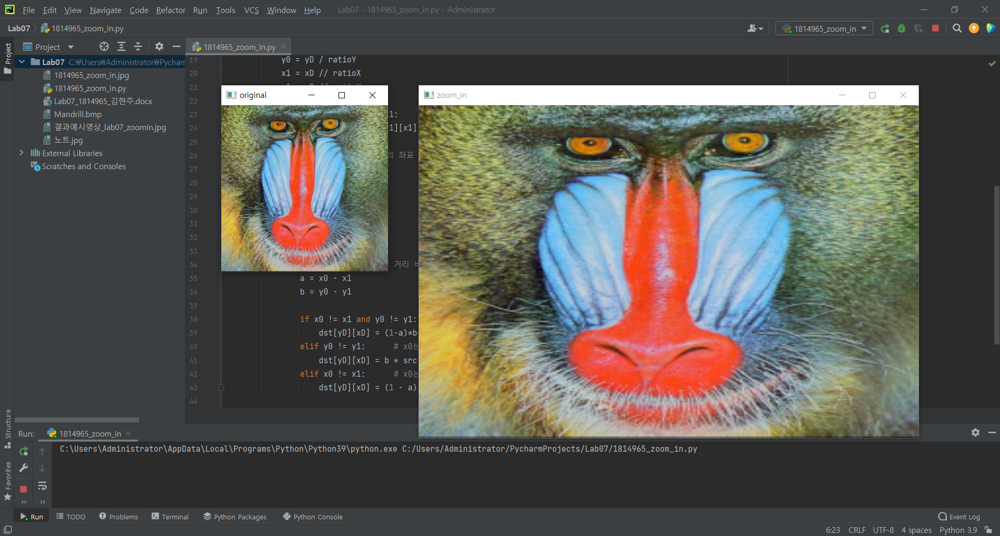 File Edit View Navigate Code Refactor Run Tools VCS Window Help Lab07 - 1814965_zoom_in.py - Administrator
Lab07 1814965_zoom_in.py
1814965_zoom_in
Project
Project
1814965_zoom_in.py
Lab07 C:₩Users₩Administrator₩Pycharm
1814965_zoom_in.jpg
1814965_zoom_in.py
Lab07_1814965_김현주.docx
Mandrill.bmp
결과예시영상_lab07_zoomIn.jpg
노트.jpg
External Libraries
Scratches and Consoles
19 y0 = yD / ratioY
20 x1 = xD // ratioX
21
22
23 1:
24 1][x1]
25
26 의 좌표
27
28
29
30
31
32
33
34 거리
35 a = x0 - x1
36 b = y0 - y1
37
38 if x0 != x1 and y0 != y1:
39 dst[yD][xD] = (1-a)*b
40 elif y0 != y1: # x0는
41 dst[yD][xD] = b * src
42 elif x0 != x1: # x0는
43 dst[yD][xD] = (1 - a)
44
original
zoom_in
Structure
Favorites
Run: 1814965_zoom_in
C:\Users\Administrator\AppData\Local\Programs\Python\Python39\python.exe C:/Users/Administrator/PycharmProjects/Lab07/1814965_zoom_in.py
Run TODO Problems Terminal Python Packages Python Console Event Log
6:23 CRLF UTF-8 4 spaces Python 3.9